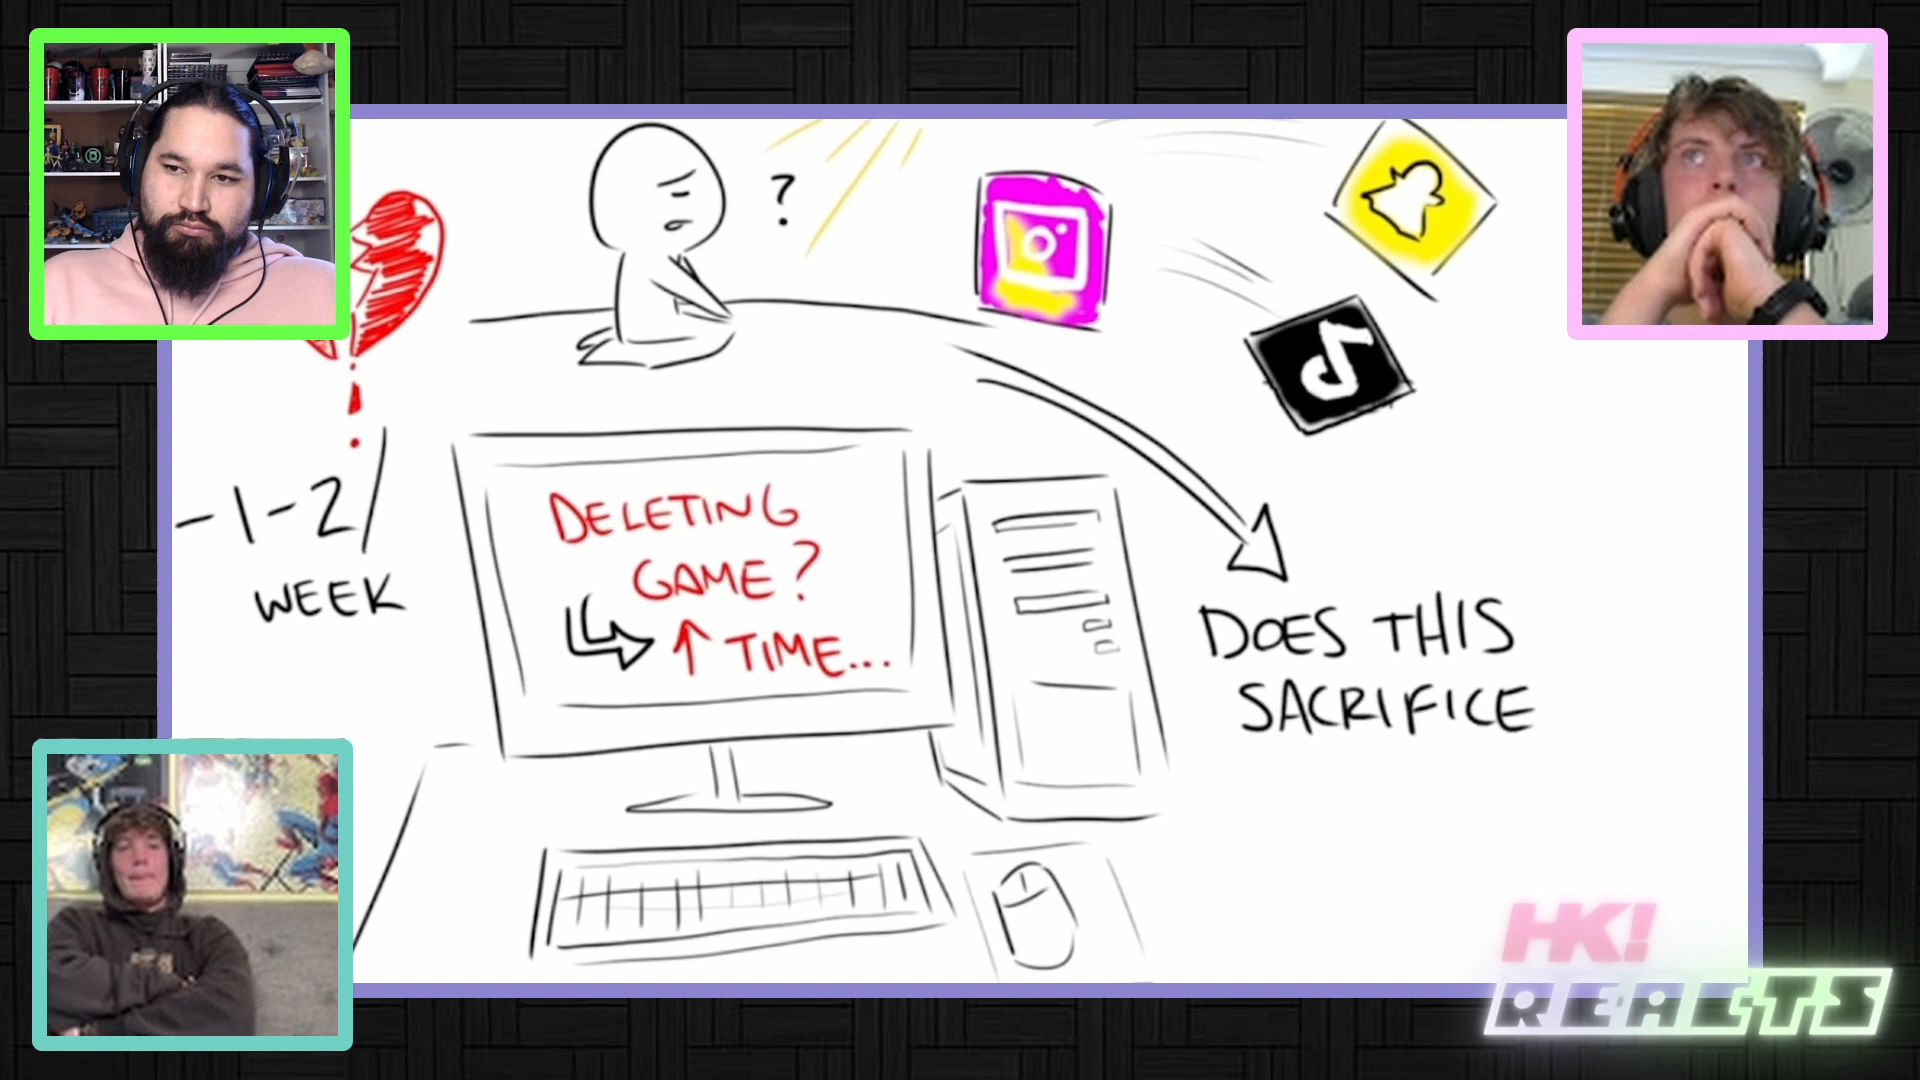 ?
-1-2/
WEEK
DELETING
GAME?
↑ TIME...
DOES THIS
SACRIFICE
HK!
REACTS